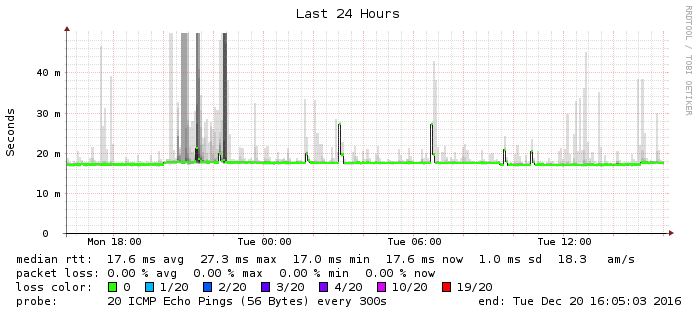 Last 24 Hours
RRDTOOL / TOBI OETIKER
Seconds
40 m
30 m
20 m
10 m
0
Mon 18:00 Tue 00:00 Tue 06:00 Tue 12:00
median rtt: 17.6 ms avg 27.3 ms max 17.0 ms min 17.6 ms now 1.0 ms sd 18.3 am/s
packet loss: 0.00 % avg 0.00 % max 0.00 % min 0.00 % now
loss color: 0 1/20 2/20 3/20 4/20 10/20 19/20
probe: 20 ICMP Echo Pings (56 Bytes) every 300s end: Tue Dec 20 16:05:03 2016